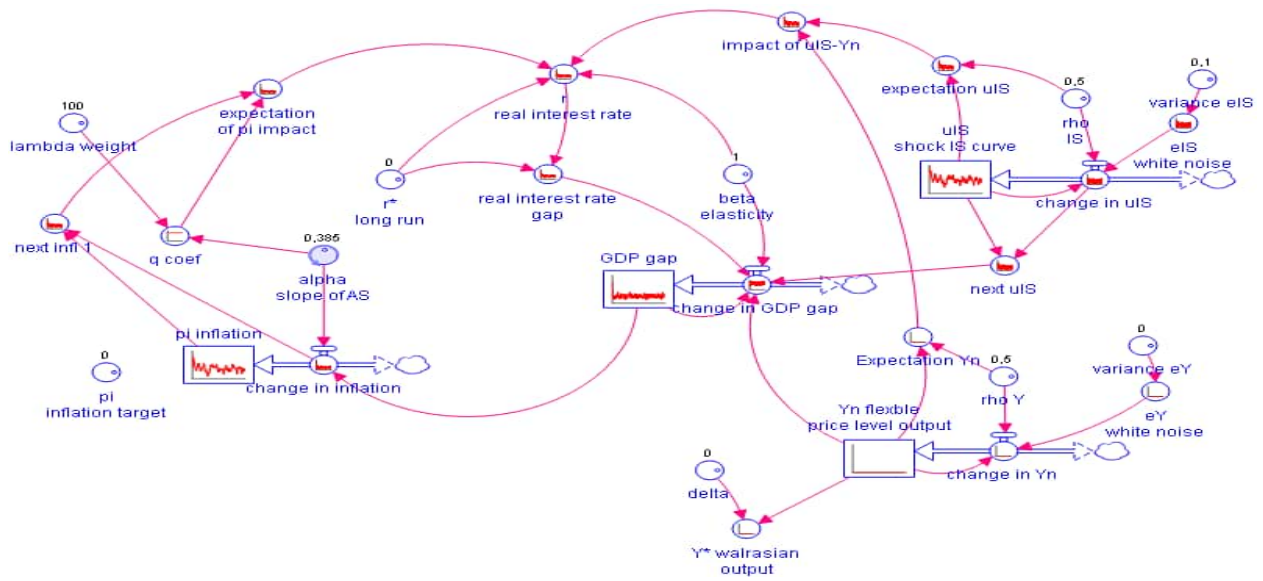 impact of uIS-Yn
expectation uIS
0,5
rho
IS
0,1
variance eIS
eIS
white noise
uIS
shock IS curve
change in uIS
next uIS
r
real interest rate
expectation
of pi impact
100
lambda weight
0
r*
long run
real interest rate
gap
1
beta
elasticity
next infl 1
q coef
0,385
alpha
slope of AS
GDP gap
change in GDP gap
pi inflation
change in inflation
0
pi
inflation target
Expectation Yn
0,5
rho Y
0
variance eY
eY
white noise
Yn flexble
price level output
change in Yn
0
delta
Y* walrasian
output